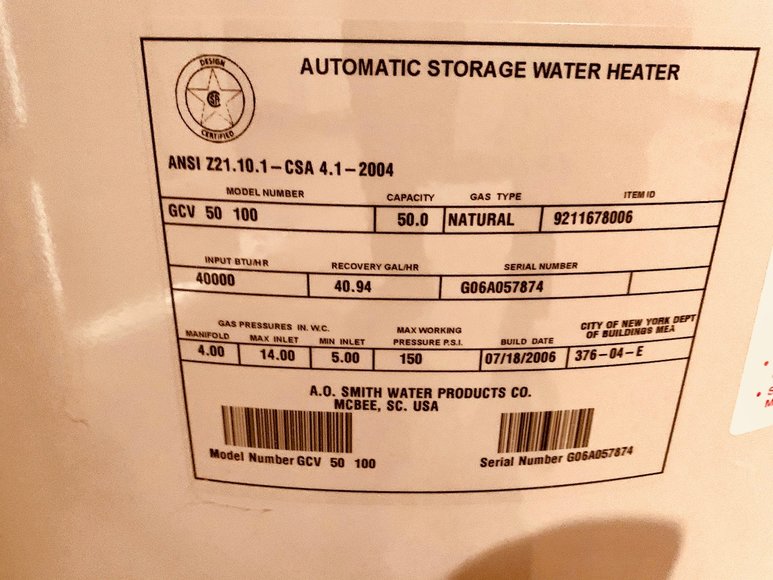 DESIGN
SA
CERTIFIED
AUTOMATIC STORAGE WATER HEATER
ANSI Z21.10.1-CSA 4.1-2004
MODEL NUMBER CAPACITY GAS TYPE ITEM ID
GCV 50 100 50.0 NATURAL 9211678006
INPUT BTU/HR RECOVERY GAL/HR SERIAL NUMBER
40000 40.94 G06A057874
GAS PRESSURES IN. W.C. MAX WORKING CITY OF NEW YORK DEPT
MANIFOLD MAX INLET MIN INLET PRESSURE P.S.I. BUILD DATE OF BUILDINGS MEA
4.00 14.00 5.00 150 07/18/2006 376-04-E
A.O. SMITH WATER PRODUCTS CO.
MCBEE, SC. USA
Model Number GCV 50 100 Serial Number G06A057874